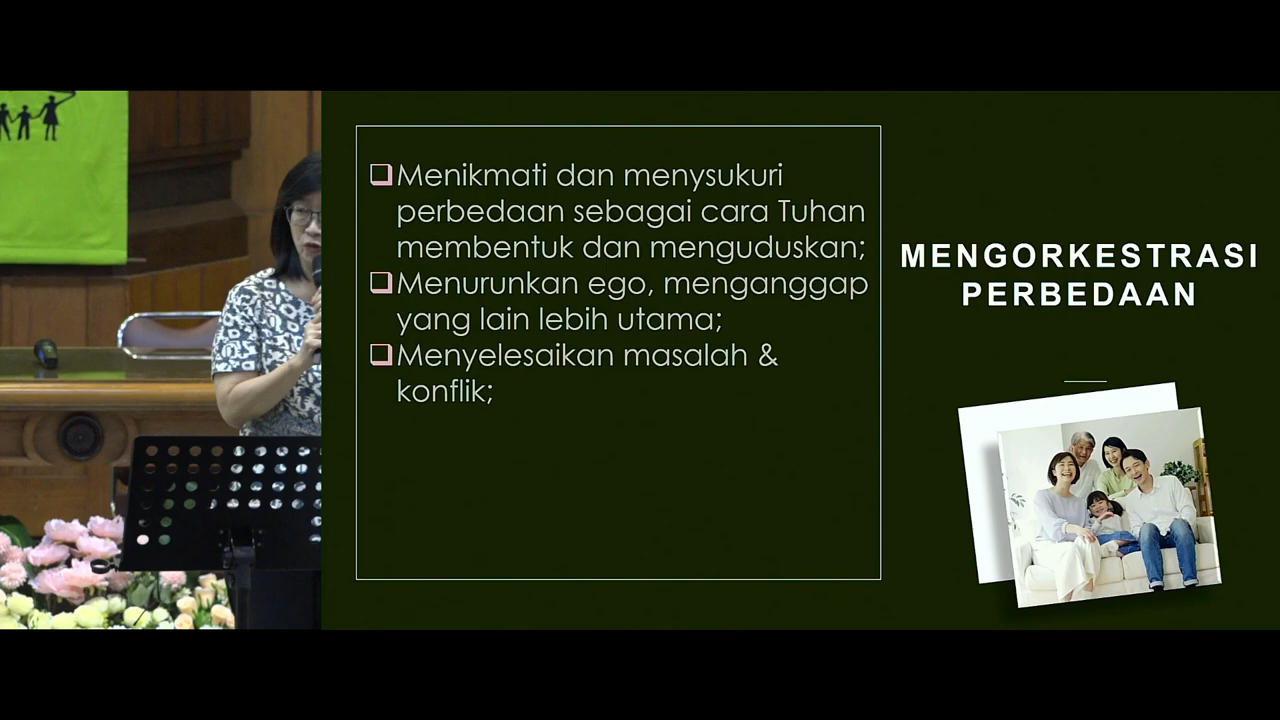 Menikmati dan menysukuri
perbedaan sebagai cara Tuhan
membentuk dan menguduskan;
Menurunkan ego, menganggap
yang lain lebih utama;
Menyelesaikan masalah &
konflik;
MENGORKESTRASI
PERBEDAAN